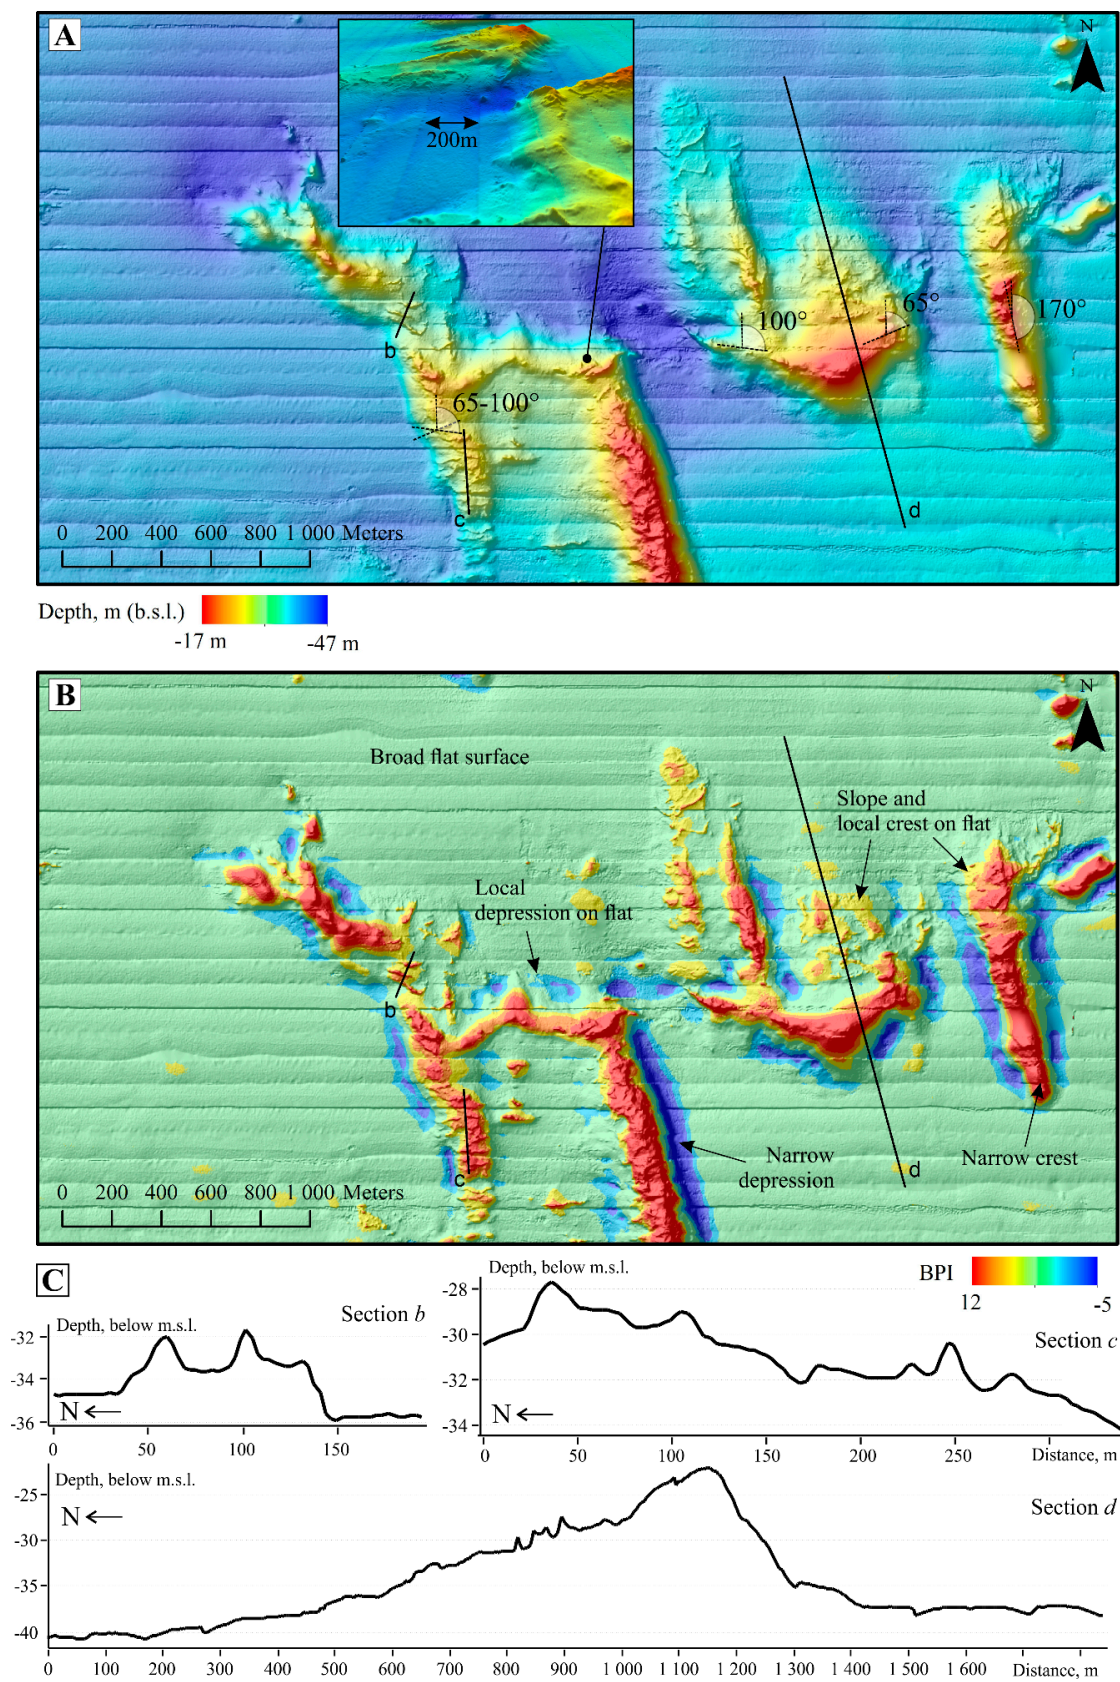 A
N
200m
b
100°
65°
170°
65-100°
c
d
0 200 400 600 800 1 000 Meters
Depth, m (b.s.l.)
-17 m -47 m
B
N
Broad flat surface
Slope and
local crest on flat
Local
depression on flat
b
Narrow
depression
Narrow crest
c
d
0 200 400 600 800 1 000 Meters
C
BPI
12 -5
Depth, below m.s.l.
Section b
-32
-34
-36
N
0 50 100 150
Depth, below m.s.l.
Section c
-28
-30
-32
-34
N
0 50 100 150 200 250 Distance, m
Depth, below m.s.l.
Section d
N
-25
-30
-35
-40
0 100 200 300 400 500 600 700 800 900 1 000 1 100 1 200 1 300 1 400 1 500 1 600 Distance, m